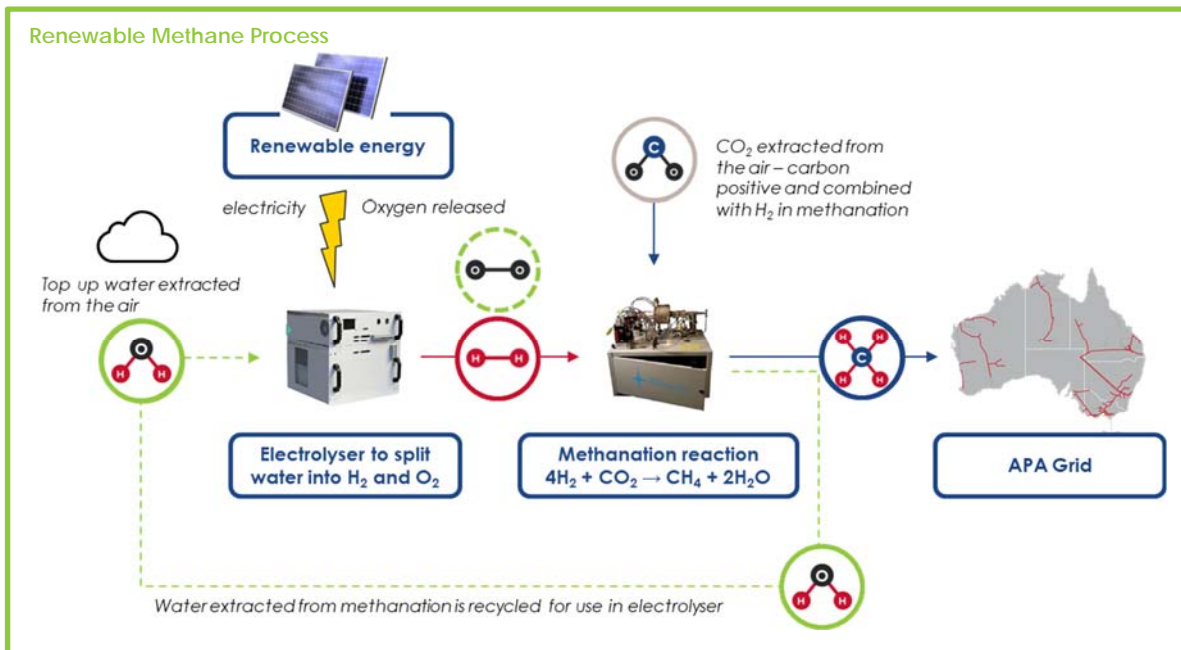 Renewable Methane Process
Renewable energy
electricity
Oxygen released
CO₂ extracted from
the air – carbon
positive and combined
with H₂ in methanation
Top up water extracted
from the air
O
H H
O O
H H
C
O O
H H
C
H H
Electrolyser to split
water into H₂ and O₂
Methanation reaction
4H₂ + CO₂ → CH₄ + 2H₂O
APA Grid
O
H H
Water extracted from methanation is recycled for use in electrolyser